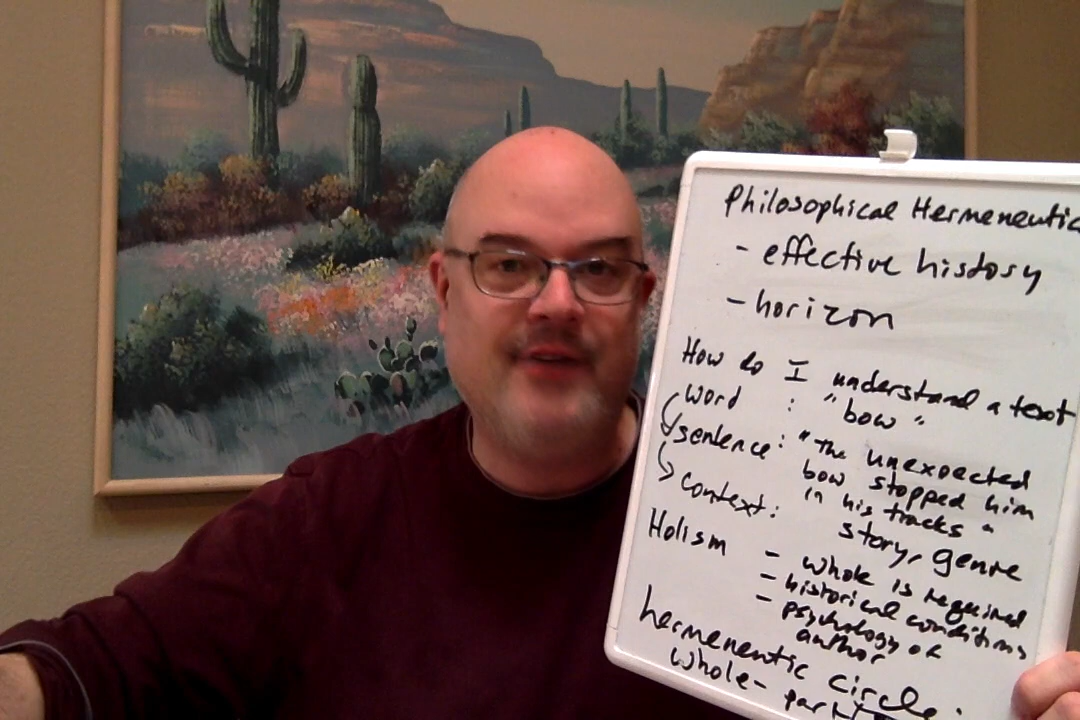 Philosophical Hermeneutic
- effective history
- horizon
How do I understand a text
word : "bow"
sentence : "The unexpected
bow stopped him
in his tracks"
context : story, genre
Holism - whole is required
- historical conditions
- psychology of
author
hermeneutic circle.
whole - part